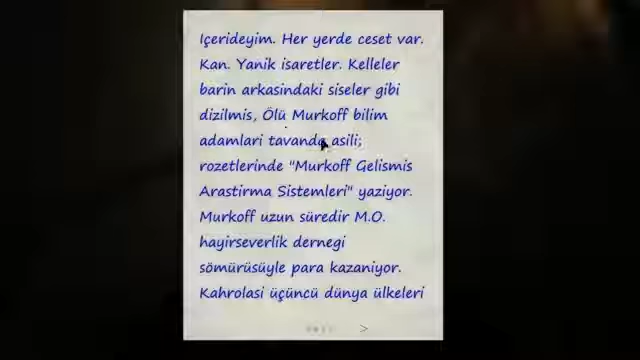 Içerideyim. Her yerde ceset var.
Kan. Yanik isaretler. Kelleler
barin arkasindaki siseler gibi
dizilmis, Ölü Murkoff bilim
adamlari tavanda asili;
rozetlerinde "Murkoff Gelismis
Arastirma Sistemleri" yaziyor.
Murkoff uzun süredir M.O.
hayirseverlik dernegi
sömürüsüyle para kazaniyor.
Kahrolasi üçüncü dünya ülkeleri
>